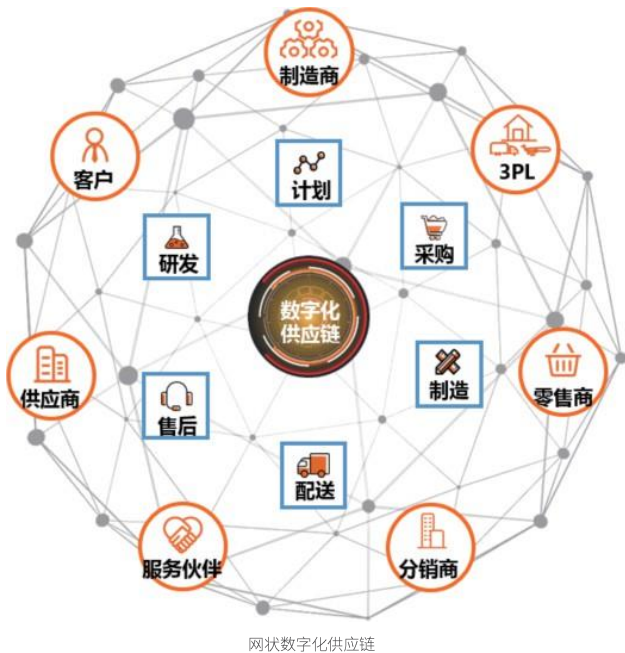 制造商
客户
3PL
计划
研发
采购
数字化
供应链
供应商
制造
零售商
售后
配送
服务伙伴
分销商
网状数字化供应链